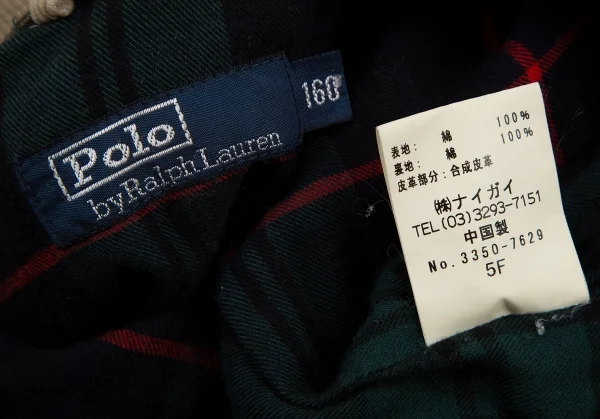 Polo
by Ralph Lauren
160
表地: 綿 100%
裏地: 綿 100%
皮革部分:合成皮革
㈱ナイガイ
TEL(03)3293-7151
中国製
No.3350-7629
5F